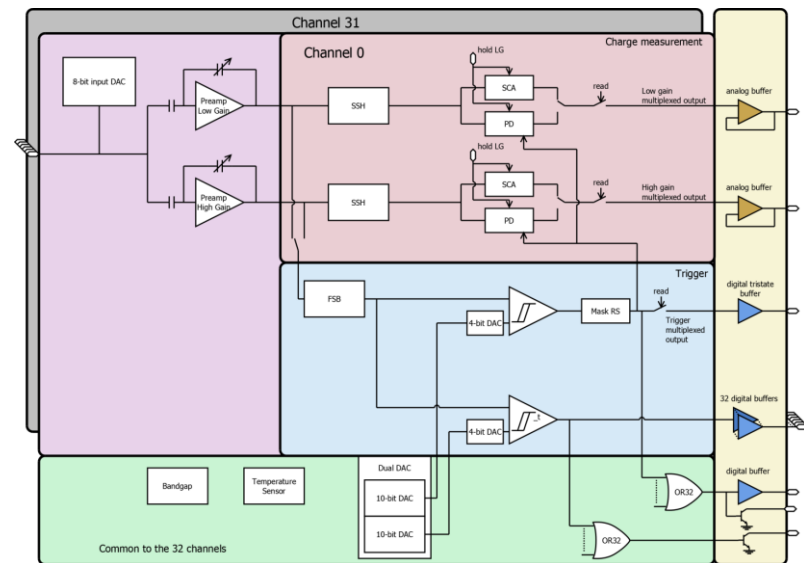 Channel 31
Channel 0
Charge measurement
8-bit input DAC
Preamp
Low Gain
SSH
hold LG
SCA
PD
read
Low gain
multiplexed output
analog buffer
Preamp
High Gain
SSH
hold LG
SCA
PD
read
High gain
multiplexed output
analog buffer
Trigger
FSB
4-bit DAC
Mask RS
read
Trigger
multiplexed
output
digital tristate
buffer
4-bit DAC
_t
32 digital buffers
Dual DAC
10-bit DAC
10-bit DAC
Bandgap
Temperature
Sensor
OR32
digital buffer
OR32
Common to the 32 channels